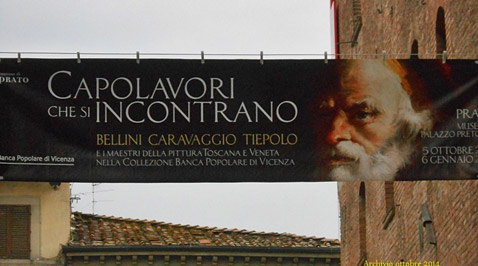 PRATO
CAPOLAVORI
CHE SI INCONTRANO
BELLINI CARAVAGGIO TIEPOLO
E I MAESTRI DELLA PITTURA TOSCANA E VENETA
NELLA COLLEZIONE BANCA POPOLARE DI VICENZA
Banca Popolare di Vicenza
PRA
MUSE
PALAZZO PRETO
5 OTTOBRE
6 GENNAIO
Archivio ottobre 2014